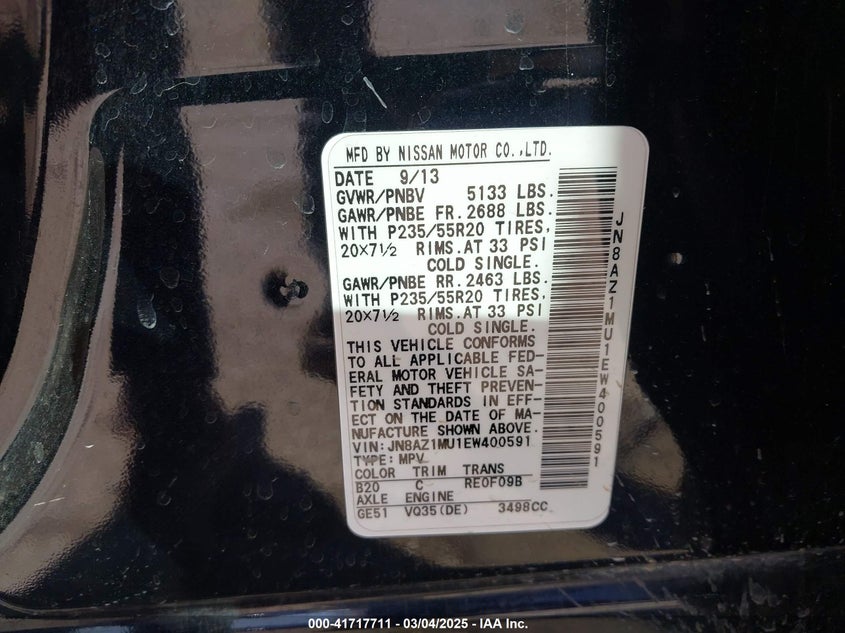 MFD BY NISSAN MOTOR CO.,LTD.
DATE 9/13
GVWR/PNBV 5133 LBS.
GAWR/PNBE FR. 2688 LBS.
WITH P235/55R20 TIRES,
20×7½ RIMS. AT 33 PSI
COLD SINGLE.
GAWR/PNBE RR. 2463 LBS.
WITH P235/55R20 TIRES,
20×7½ RIMS. AT 33 PSI
COLD SINGLE.
THIS VEHICLE CONFORMS
TO ALL APPLICABLE FED-
ERAL MOTOR VEHICLE SA-
FETY AND THEFT PREVEN-
TION STANDARDS IN EFF-
ECT ON THE DATE OF MA-
NUFACTURE SHOWN ABOVE.
VIN:JN8AZ1MU1EW400591
TYPE: MPV
COLOR TRIM TRANS
B20 C RE0F09B
AXLE ENGINE
GE51 VQ35(DE) 3498CC
JN8AZ1MU1EW400591
000-41717711 - 03/04/2025 - IAA Inc.